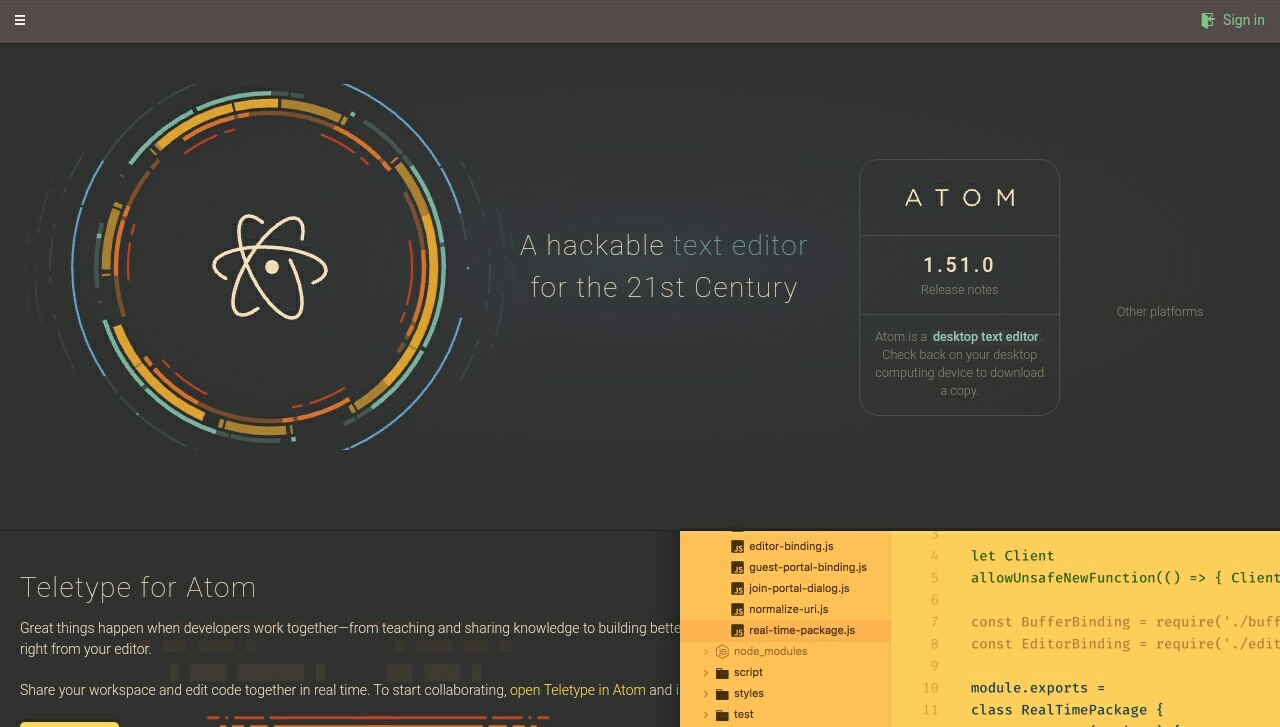 Sign in
A hackable text editor
for the 21st Century
ATOM
1.51.0
Release notes
Atom is a desktop text editor.
Check back on your desktop
computing device to download
a copy.
Other platforms
Teletype for Atom
Great things happen when developers work together—from teaching and sharing knowledge to building bette
right from your editor.
Share your workspace and edit code together in real time. To start collaborating, open Teletype in Atom and i
editor-binding.js
guest-portal-binding.js
join-portal-dialog.js
normalize-uri.js
real-time-package.js
node_modules
script
styles
test
3
4 let Client
5 allowUnsafeNewFunction(() => { Client
6
7 const BufferBinding = require('./buff
8 const EditorBinding = require('./edit
9
10 module.exports =
11 class RealTimePackage {